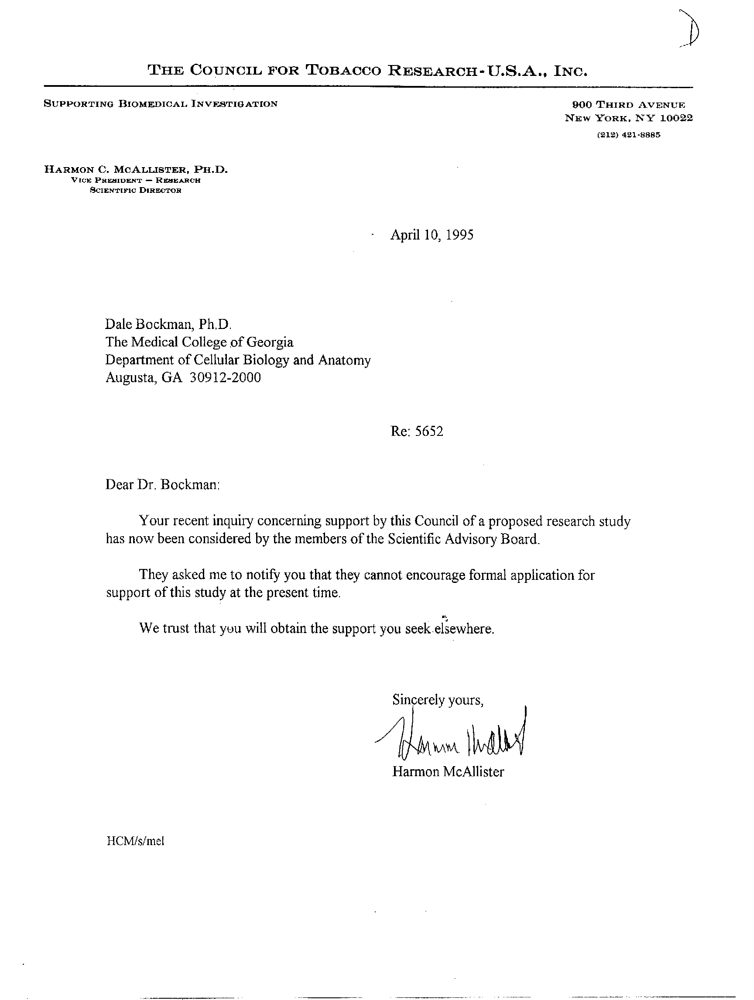 D
THE COUNCIL FOR TOBACCO RESEARCH-U.S.A., INC.
SUPPORTING BIOMEDICAL INVESTIGATION
900 THIRD AVENUE
NEW YORK, NY 10022
(212) 421-8885
HARMON C. MCALLISTER, PH.D.
VICE PRESIDENT — RESEARCH
SCIENTIFIC DIRECTOR
April 10, 1995
Dale Bockman, Ph.D.
The Medical College of Georgia
Department of Cellular Biology and Anatomy
Augusta, GA 30912-2000
Re: 5652
Dear Dr. Bockman:
Your recent inquiry concerning support by this Council of a proposed research study
has now been considered by the members of the Scientific Advisory Board.
They asked me to notify you that they cannot encourage formal application for
support of this study at the present time.
We trust that you will obtain the support you seek elsewhere.
Sincerely yours,
Harmon McAllister
Harmon McAllister
HCM/s/mel